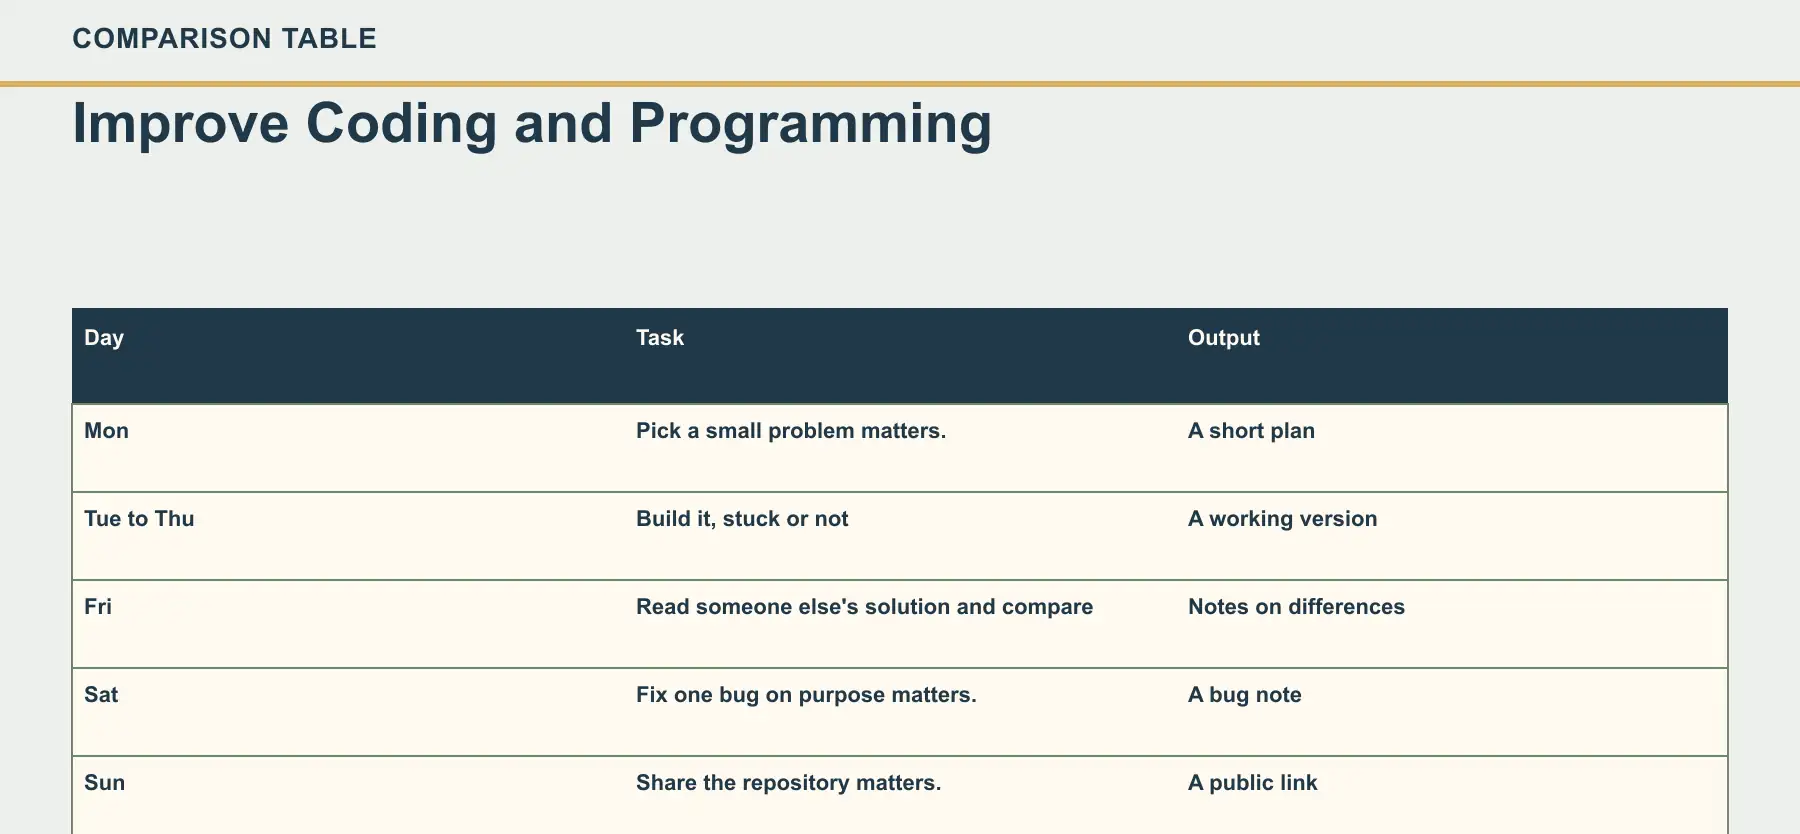 COMPARISON TABLE
Improve Coding and Programming
Day Task Output
Mon Pick a small problem matters. A short plan
Tue to Thu Build it, stuck or not A working version
Fri Read someone else's solution and compare Notes on differences
Sat Fix one bug on purpose matters. A bug note
Sun Share the repository matters. A public link